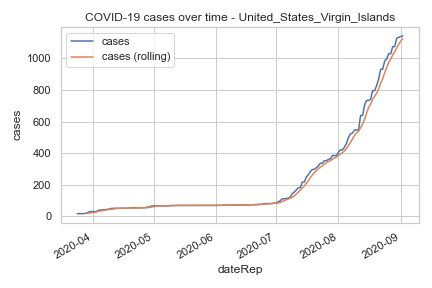 COVID-19 cases over time - United_States_Virgin_Islands
cases
cases (rolling)
cases
1000
800
600
400
200
0
2020-04
2020-05
2020-06
2020-07
2020-08
2020-09
dateRep